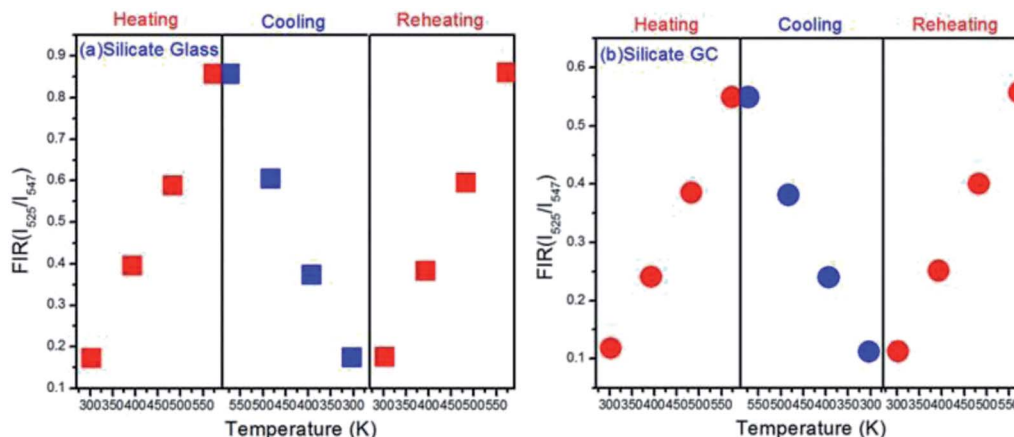 Heating Cooling Reheating
(a)Silicate Glass
0.9
0.8
0.7
0.6
0.5
0.4
0.3
0.2
0.1
FIR(I525/I547)
300350400450500550 550500450400350300 300350400450500550
Temperature (K)
Heating Cooling Reheating
(b)Silicate GC
0.6
0.5
0.4
0.3
0.2
0.1
FIR(I525/I547)
300350400450500550 550500450400350300 300350400450500550
Temperature (K)